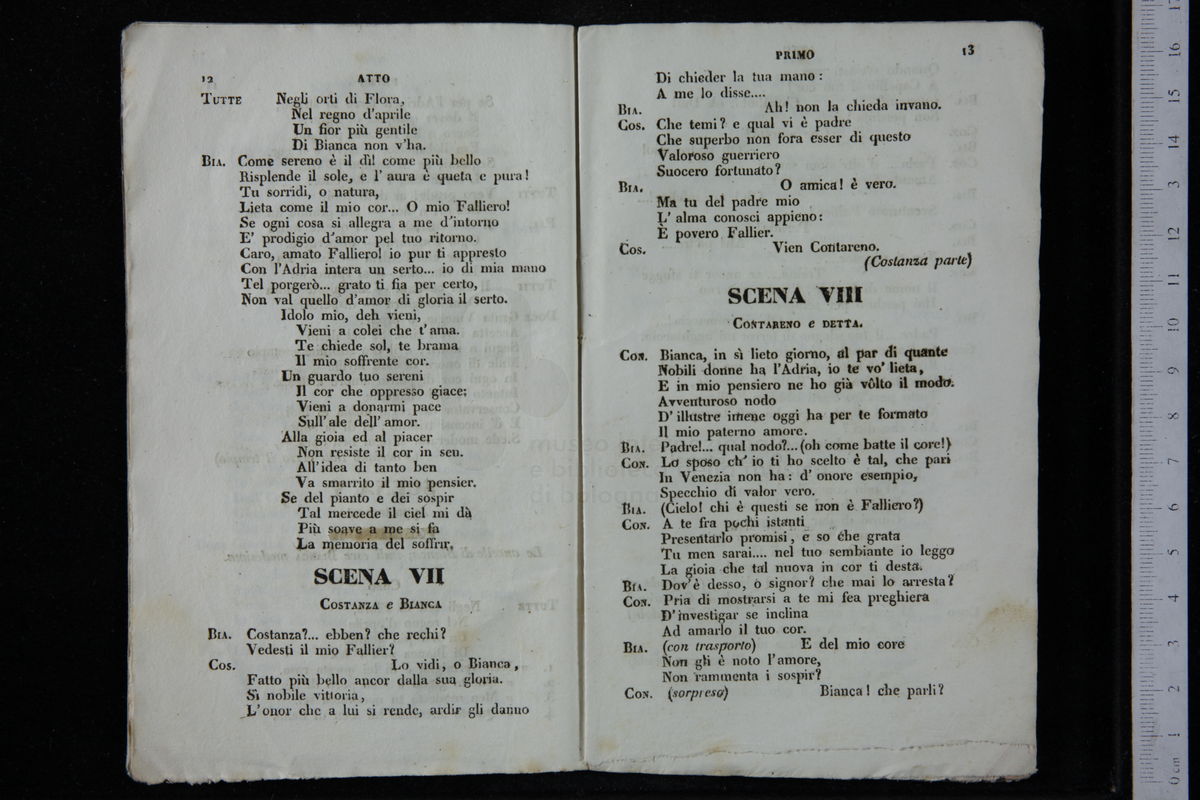 12 ATTO
TUTTE Negli orti di Flora,
Nel regno d'aprile
Un fior più gentile
Di Bianca non v'ha.
BIA. Come sereno è il dì! come più bello
Risplende il sole, e l' aura è queta e pura!
Tu sorridi, o natura,
Lieta come il mio cor... O mio Falliero!
Se ogni cosa si allegra a me d'intorno
E' prodigio d'amor pel tuo ritorno.
Caro, amato Falliero! io pur ti appresto
Con l'Adria intera un serto... io di mia mano
Tel porgerò... grato ti fia per certo,
Non val quello d'amor di gloria il serto.
Idolo mio, deh vieni,
Vieni a colei che t' ama.
Te chiede sol, te brama
Il mio soffrente cor.
Un guardo tuo sereni
Il cor che oppresso giace;
Vieni a donarmi pace
Sull' ale dell' amor.
Alla gioia ed al piacer
Non resiste il cor in sen.
All'idea di tanto ben
Va smarrito il mio pensier.
Se del pianto e dei sospir
Tal mercede il ciel mi dà
Più soave a me si fa
La memoria del soffrir.
SCENA VII
COSTANZA e BIANCA
BIA. Costanza?... ebben? che rechi?
Vedesti il mio Fallier?
COS. Lo vidi, o Bianca,
Fatto più bello ancor dalla sua gloria.
Sì nobile vittoria,
L'onor che a lui si rende, ardir gli danno
PRIMO 13
Di chieder la tua mano:
A me lo disse....
BIA. Ah! non la chieda invano.
COS. Che temi? e qual vi è padre
Che superbo non fora esser di questo
Valoroso guerriero
Suocero fortunato?
BIA. O amica! è vero.
Ma tu del padre mio
L' alma conosci appieno:
È povero Fallier.
COS. Vien Contareno.
(Costanza parte)
SCENA VIII
CONTARENO e DETTA.
CON. Bianca, in sì lieto giorno, al par di quante
Nobili donne ha l'Adria, io te vo' lieta,
E in mio pensiero ne ho già vôlto il modo.
Avventuroso nodo
D' illustre imene oggi ha per te formato
Il mio paterno amore.
BIA. Padre!... qual nodo?... (oh come batte il core!)
CON. Lo sposo ch' io ti ho scelto è tal, che pari
In Venezia non ha: d' onore esempio,
Specchio di valor vero.
BIA. (Cielo! chi è questi se non è Falliero?)
CON. A te fra pochi istanti
Presentarlo promisi, e so che grata
Tu men sarai.... nel tuo sembiante io leggo
La gioia che tal nuova in cor ti desta.
BIA. Dov'è desso, o signor? che mai lo arresta?
CON. Pria di mostrarsi a te mi fea preghiera
D'investigar se inclina
Ad amarlo il tuo cor.
BIA. (con trasporto) E del mio core
Non gli è noto l'amore,
Non rammenta i sospir?
CON. (sorpreso) Bianca! che parli?